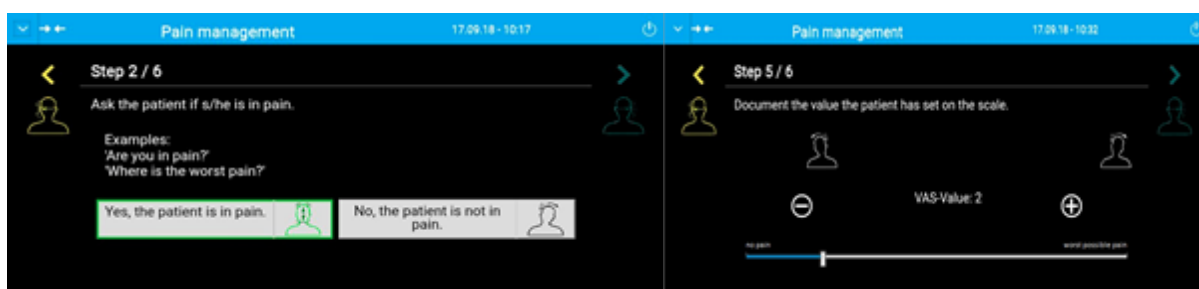 Pain management
17.09.18 - 10:17
Step 2 / 6
Ask the patient if s/he is in pain.
Examples:
'Are you in pain?'
'Where is the worst pain?'
Yes, the patient is in pain.
No, the patient is not in
pain.
Pain management
17.09.18 - 10:32
Step 5 / 6
Document the value the patient has set on the scale.
VAS-Value: 2
no pain
worst possible pain